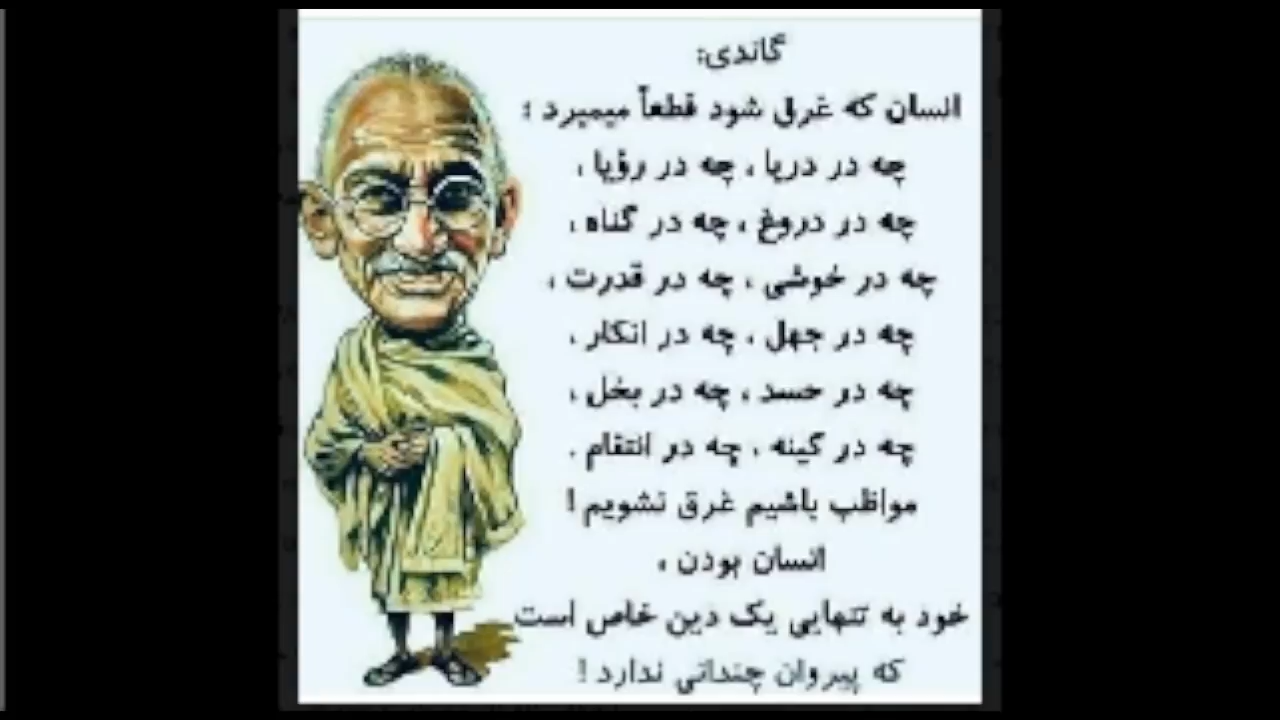 گاندی:
انسان که غرق شود قطعاً میمیرد ؛
چه در دریا ، چه در رؤیا ،
چه در دروغ ، چه در گناه ،
چه در خوشی ، چه در قدرت ،
چه در جهل ، چه در انکار ،
چه در حسد ، چه در بخل ،
چه در کینه ، چه در انتقام .
مواظب باشیم غرق نشویم !
انسان بودن ،
خود به تنهایی یک دین خاص است
که پیروان چندانی ندارد !